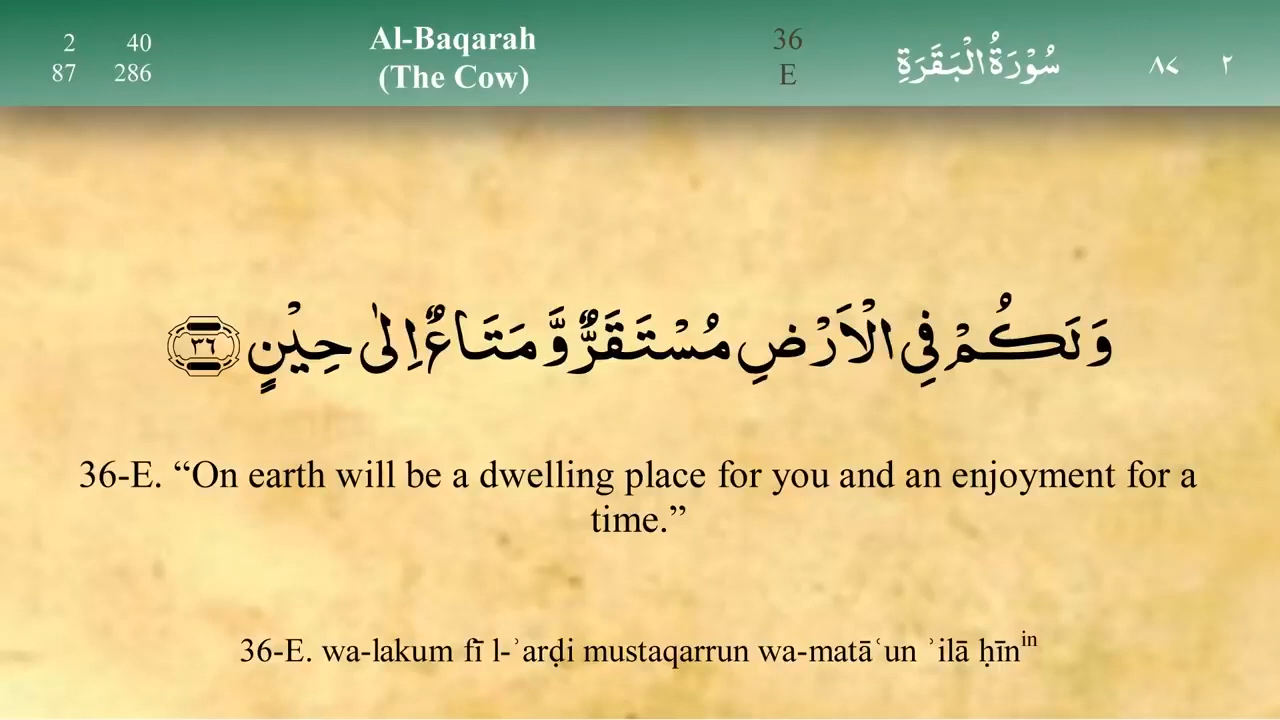 2 40 Al-Baqarah 36 سُوْرَةُ الْبَقَرَةِ ٨٧ ٢
87 286 (The Cow) E
وَلَكُمْ فِى الْاَرْضِ مُسْتَقَرٌّ وَّمَتَاعٌ اِلٰى حِيْنٍ ٣٦
36-E. “On earth will be a dwelling place for you and an enjoyment for a
time.”
36-E. wa-lakum fī l-ʾarḍi mustaqarrun wa-matāʿun ʾilā ḥīnⁱⁿ